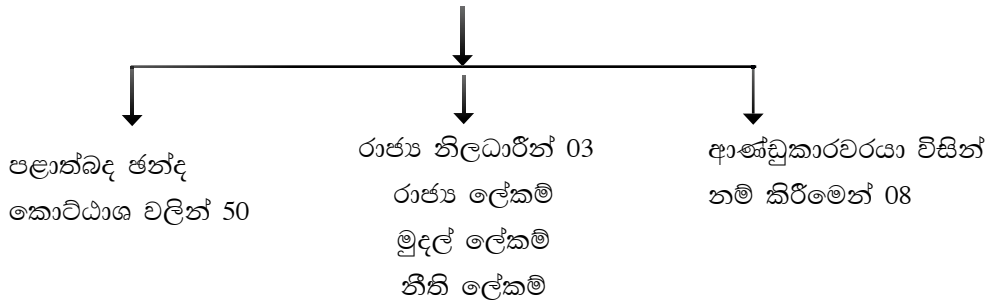 පළාත්බද ඡන්ද
කොට්ඨාශ වලින් 50
රාජ්‍ය නිලධාරීන් 03
රාජ්‍ය ලේකම්
මුදල් ලේකම්
නීති ලේකම්
ආණ්ඩුකාරවරයා විසින්
නම් කිරීමෙන් 08